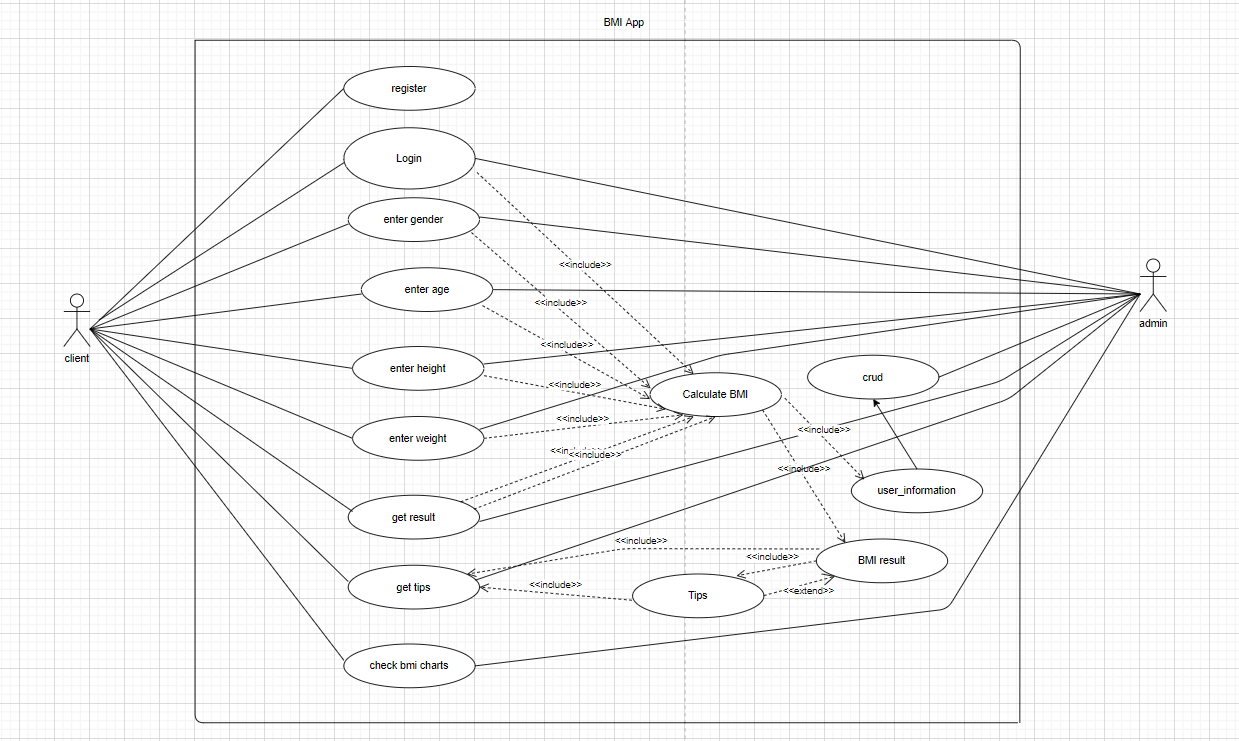 BMI App
register
Login
enter gender
<<include>>
<<include>>
enter age
client
admin
<<include>>
enter height
crud
<<include>>
Calculate BMI
<<include>>
<<include>>
enter weight
<<include>>
<<include>>
user_information
get result
<<include>>
<<include>>
BMI result
<<include>>
get tips
Tips
<<extend>>
check bmi charts